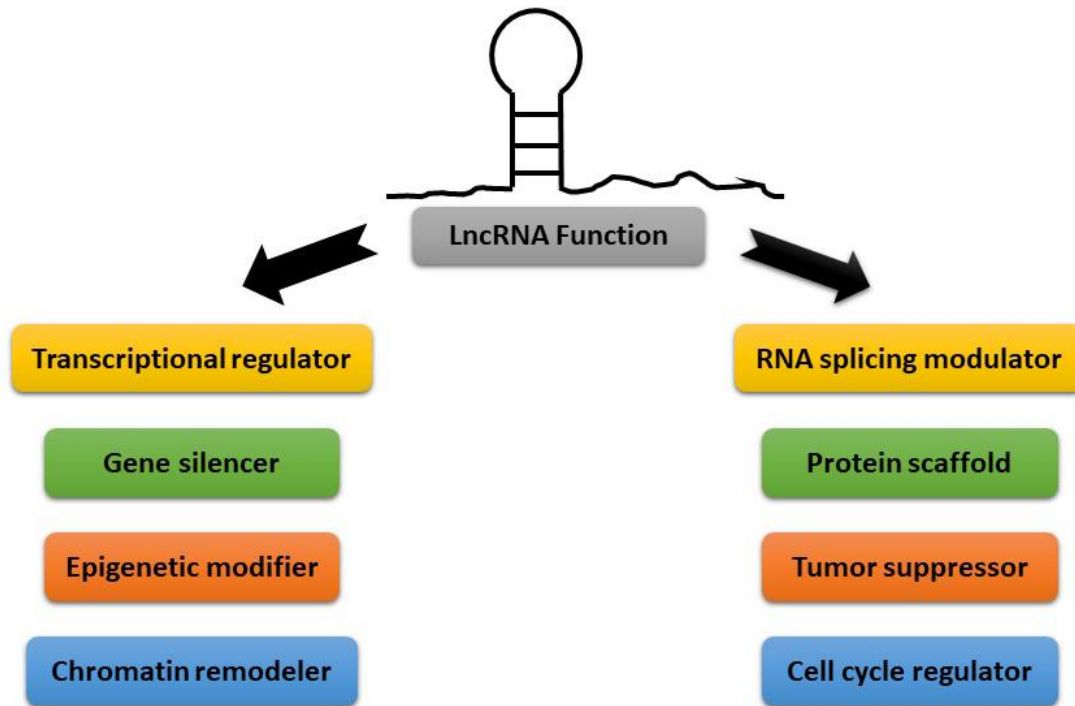 LncRNA Function
Transcriptional regulator
Gene silencer
Epigenetic modifier
Chromatin remodeler
RNA splicing modulator
Protein scaffold
Tumor suppressor
Cell cycle regulator